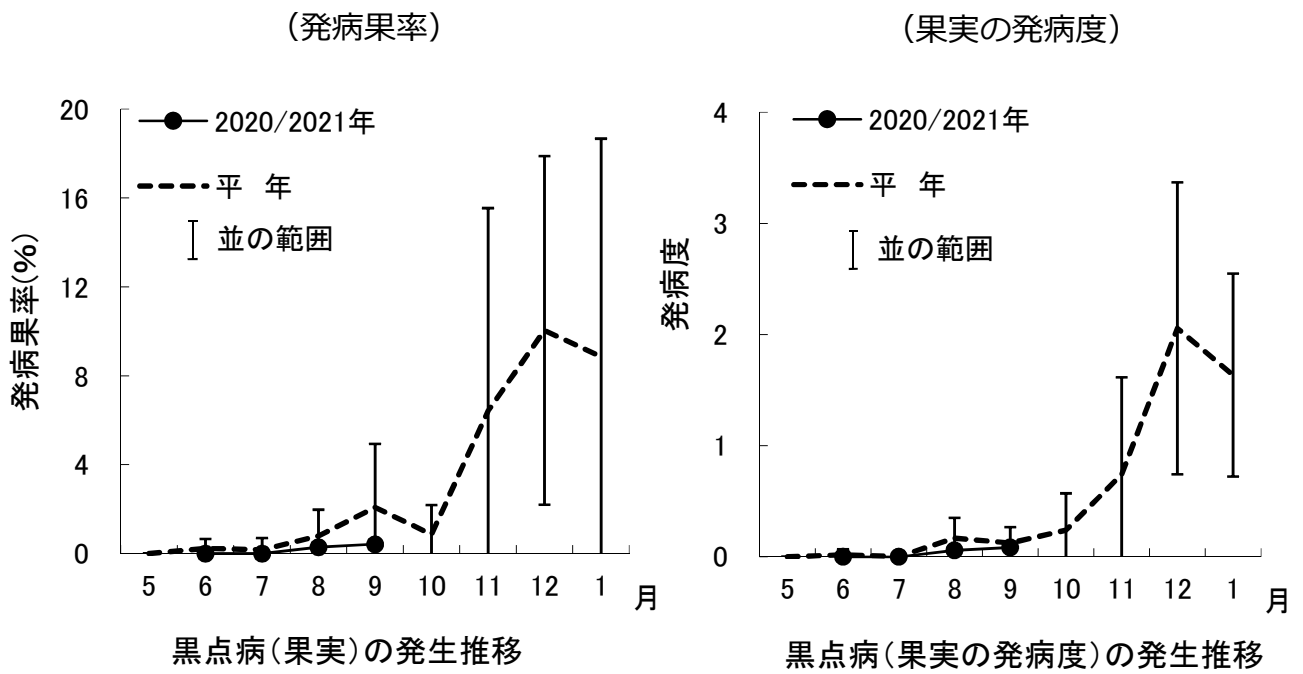 （発病果率）
20
16
12
8
4
0
発病果率(%)
2020/2021年
平 年
並の範囲
5 6 7 8 9 10 11 12 1 月
黒点病（果実）の発生推移
（果実の発病度）
4
3
2
1
0
発病度
2020/2021年
平 年
並の範囲
5 6 7 8 9 10 11 12 1 月
黒点病（果実の発病度）の発生推移